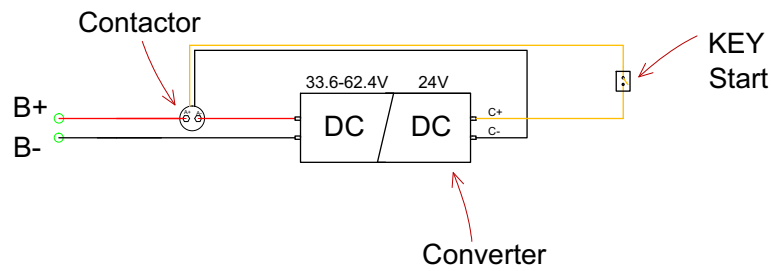 Contactor
KEY
Start
33.6-62.4V
24V
B+
A+
A-
DC
DC
C+
B-
C-
Converter